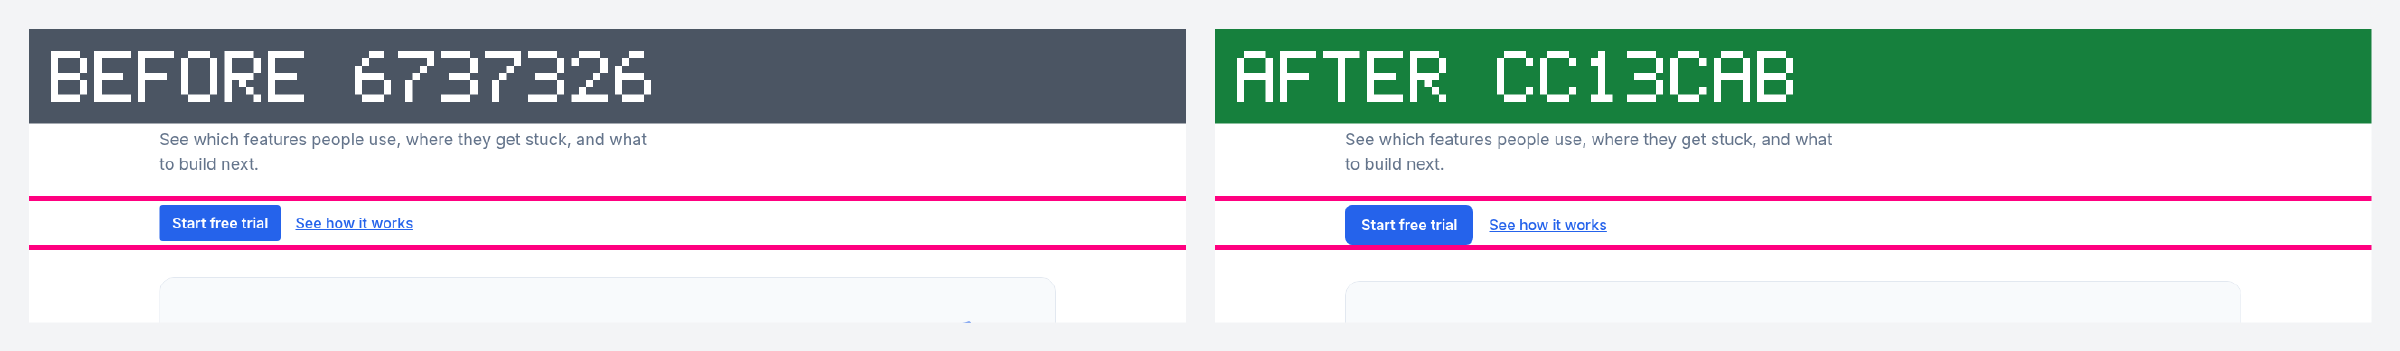 BEFORE 6737326
See which features people use, where they get stuck, and what
to build next.
Start free trial See how it works
AFTER CC13CAB
See which features people use, where they get stuck, and what
to build next.
Start free trial See how it works